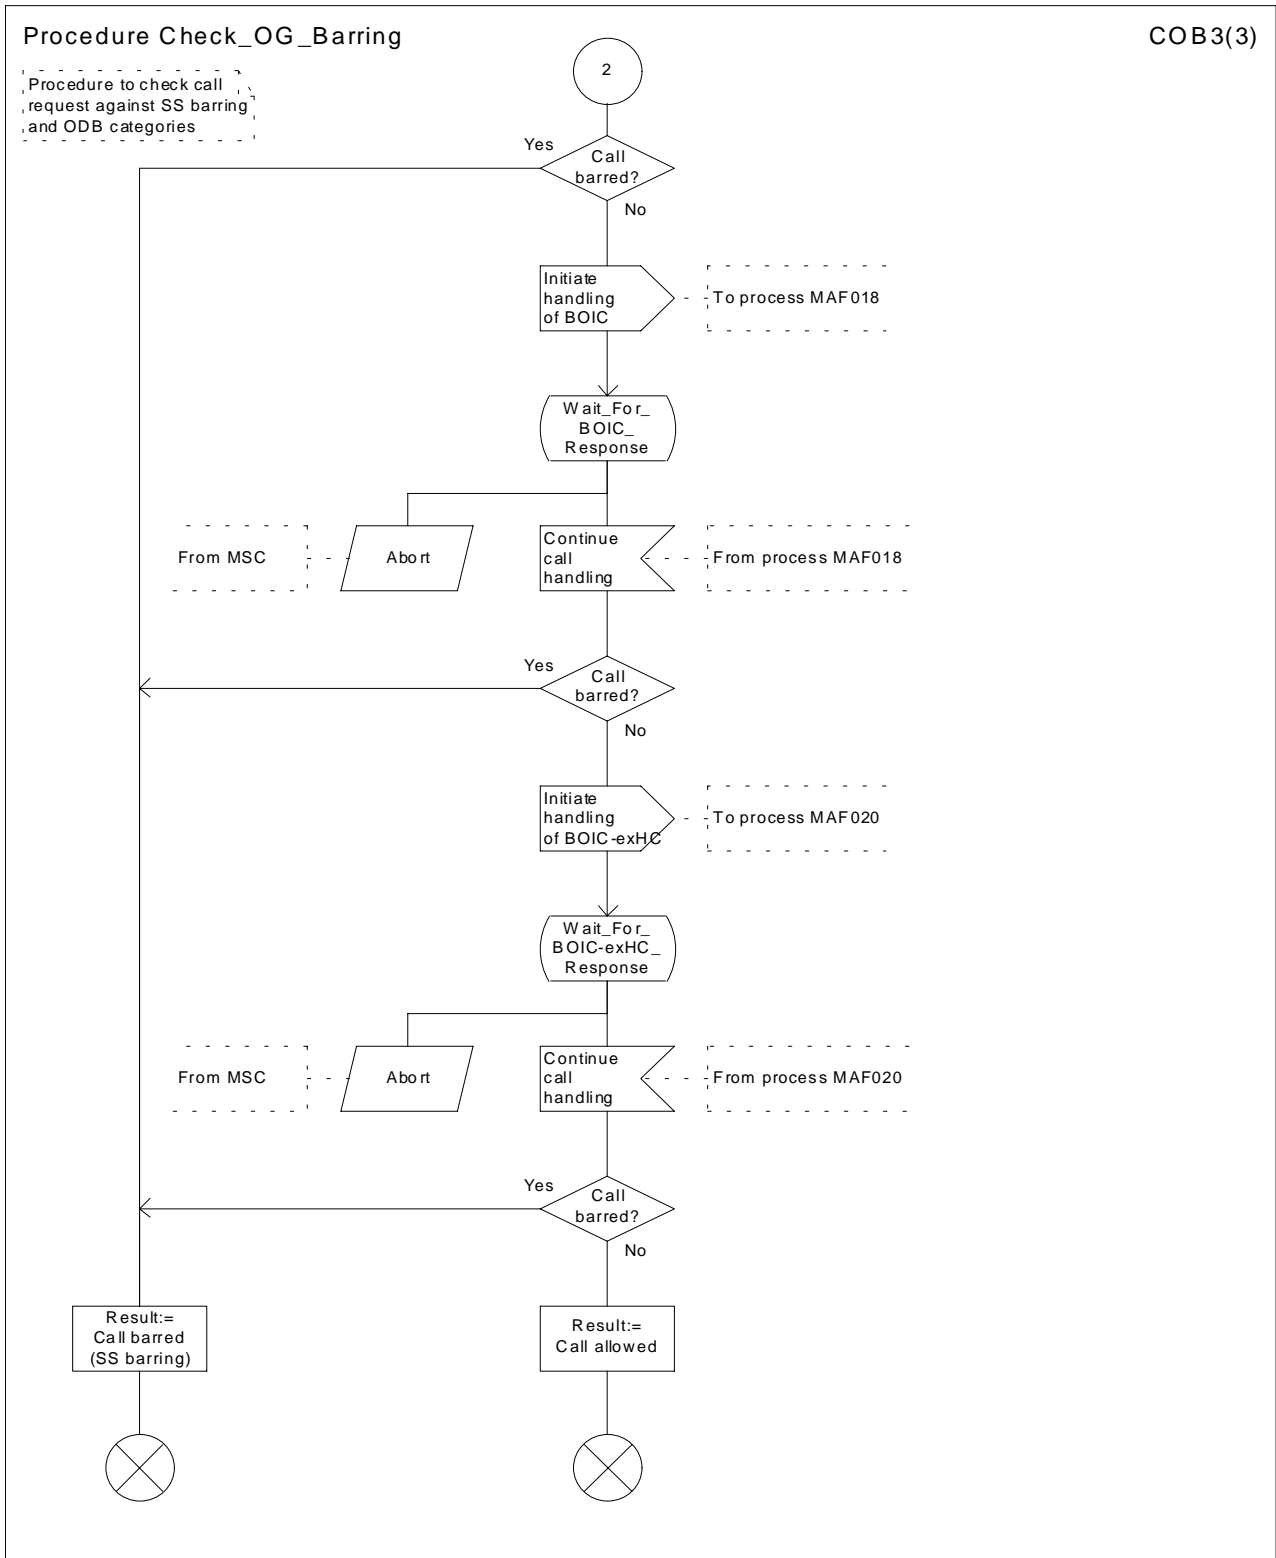 Procedure Check_OG_Barring
COB3(3)
Procedure to check call
request against SS barring
and ODB categories
2
Yes
Call
barred?
No
Initiate
handling
of BOIC
To process MAF018
Wait_For_
BOIC_
Response
From MSC
Abort
Continue
call
handling
From process MAF018
Yes
Call
barred?
No
Initiate
handling
of BOIC-exHC
To process MAF020
Wait_For_
BOIC-exHC_
Response
From MSC
Abort
Continue
call
handling
From process MAF020
Yes
Call
barred?
No
Result:=
Call barred
(SS barring)
Result:=
Call allowed